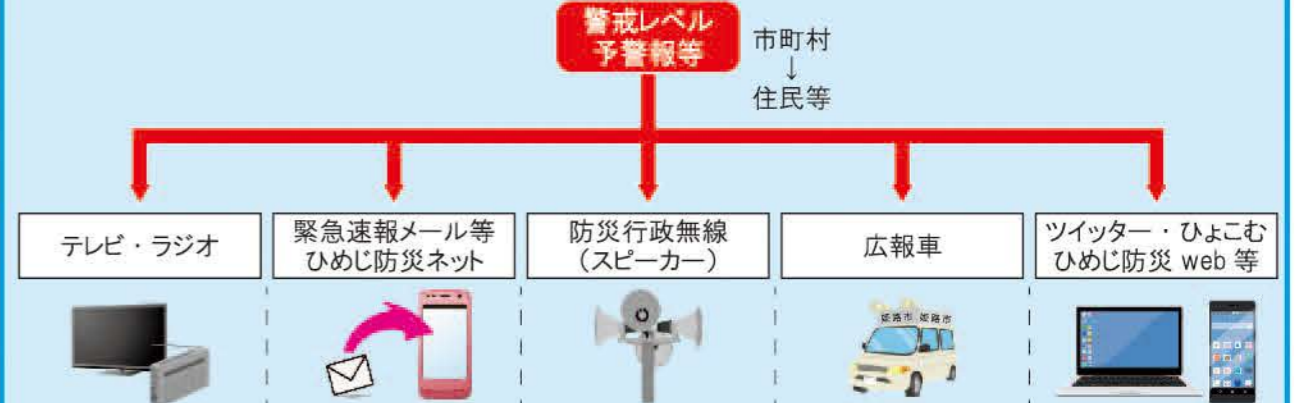 警戒レベル
予警報等
市町村
↓
住民等
テレビ・ラジオ
緊急速報メール等
ひめじ防災ネット
防災行政無線
（スピーカー）
広報車
ツイッター・ひょこむ
ひめじ防災 web 等
姫路市 姫路市